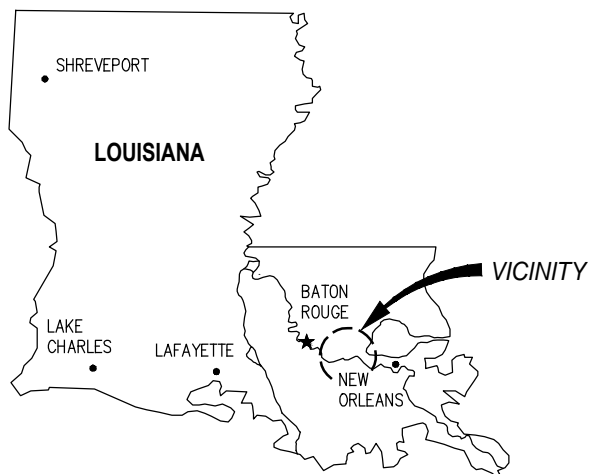 SHREVEPORT
LOUISIANA
VICINITY
BATON
ROUGE
LAKE
CHARLES
LAFAYETTE
NEW
ORLEANS